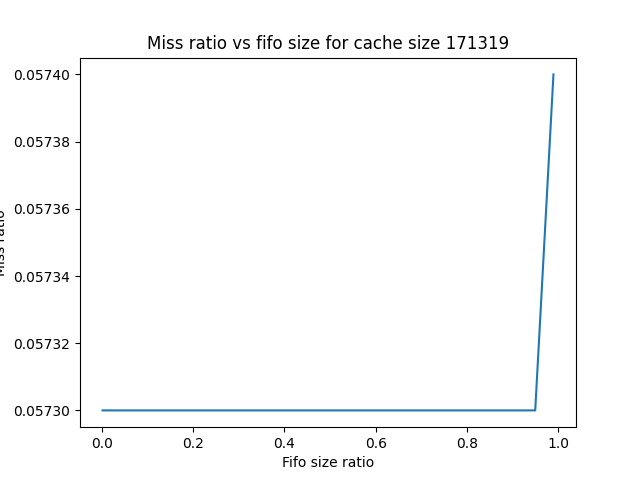 Miss ratio vs fifo size for cache size 171319
0.05740
0.05738
0.05736
0.05734
0.05732
0.05730
Miss ratio
0.0 0.2 0.4 0.6 0.8 1.0
Fifo size ratio